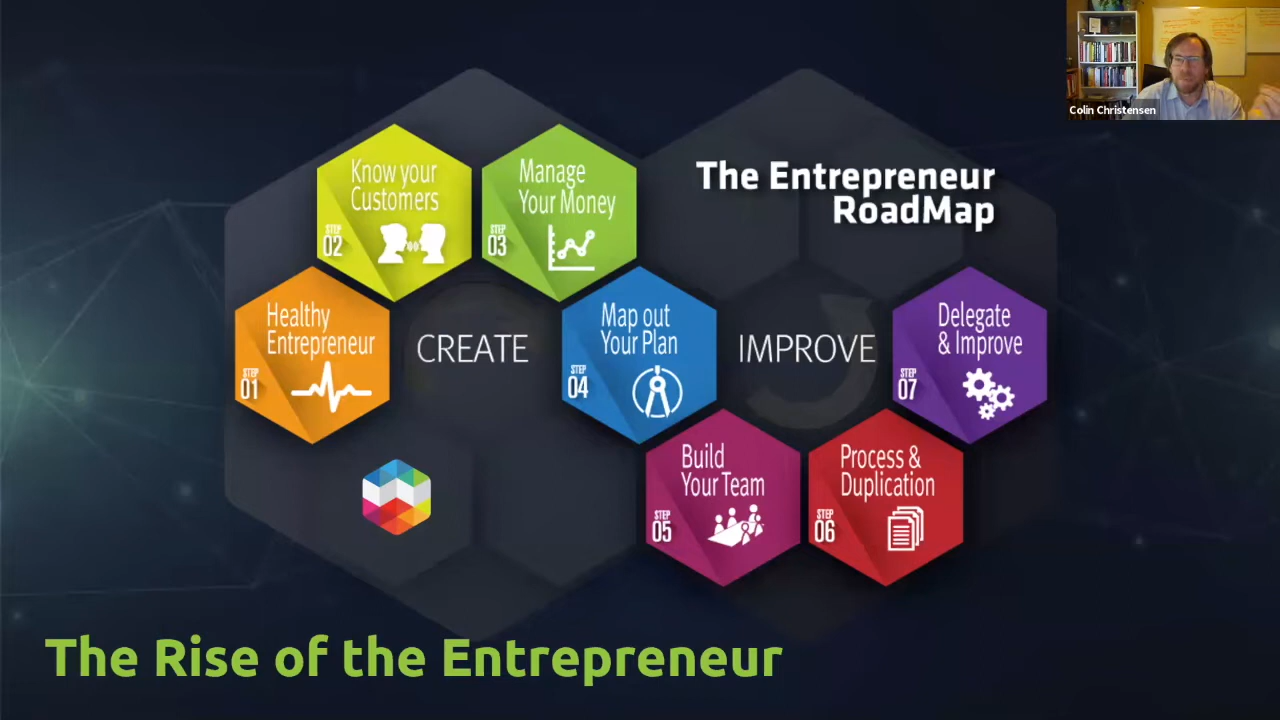 Colin Christensen
The Entrepreneur
RoadMap
Healthy
Entrepreneur
STEP
01
Know your
Customers
STEP
02
Manage
Your Money
STEP
03
CREATE
Map out
Your Plan
STEP
04
IMPROVE
Build
Your Team
STEP
05
Process &
Duplication
STEP
06
Delegate
& Improve
STEP
07
The Rise of the Entrepreneur